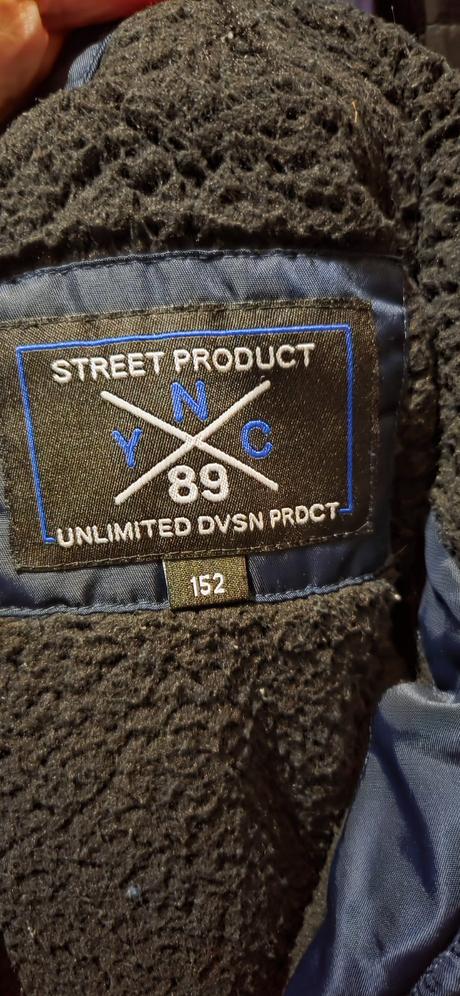 STREET PRODUCT
N
Y C
89
UNLIMITED DVSN PRDCT
152